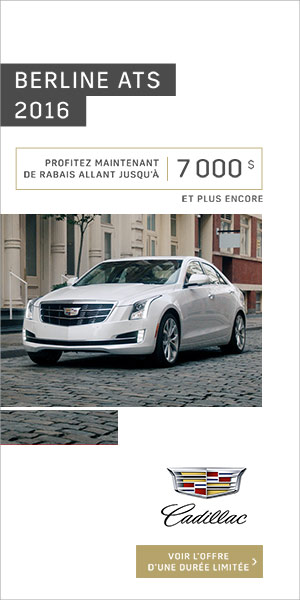 BERLINE ATS
2016
PROFITEZ MAINTENANT
DE RABAIS ALLANT JUSQU'À
7 000 $
ET PLUS ENCORE
Cadillac
VOIR L'OFFRE
D'UNE DURÉE LIMITÉE >